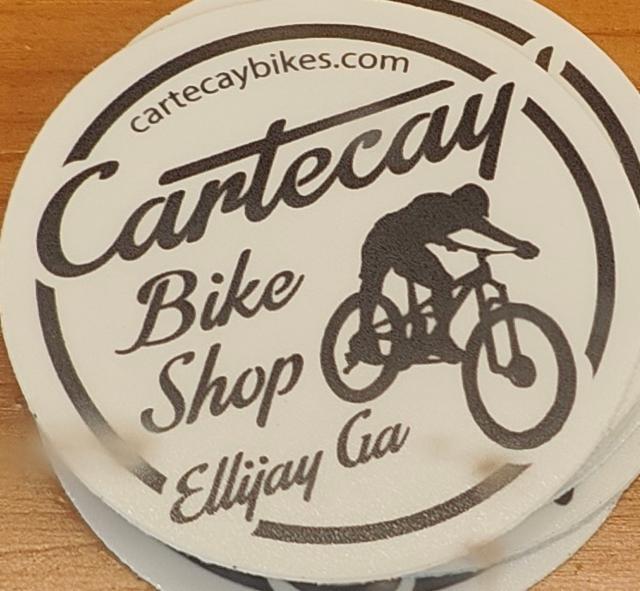 cartecaybikes.com
Cartecay
Bike
Shop
Ellijay Ga